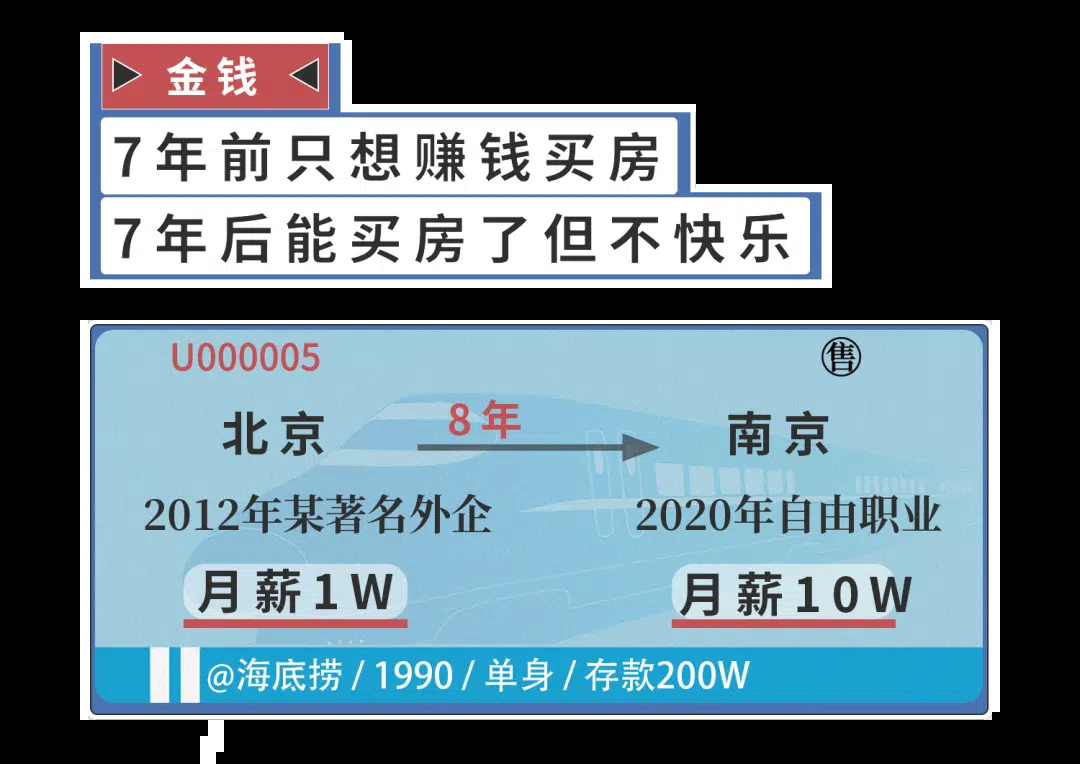 金钱
7年前只想赚钱买房
7年后能买房了但不快乐
U000005
售
8年
北京
南京
2012年某著名外企
2020年自由职业
月薪1W
月薪10W
@海底捞 / 1990 / 单身 / 存款200W